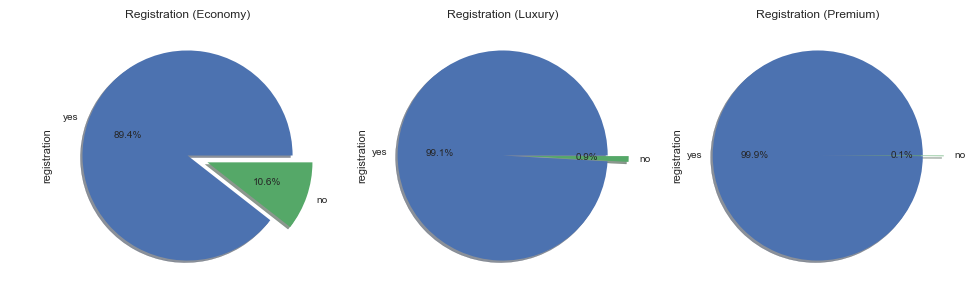 Registration (Economy)
yes
89.4%
10.6%
no
registration
Registration (Luxury)
yes
99.1%
0.9%
no
registration
Registration (Premium)
yes
99.9%
0.1%
no
registration